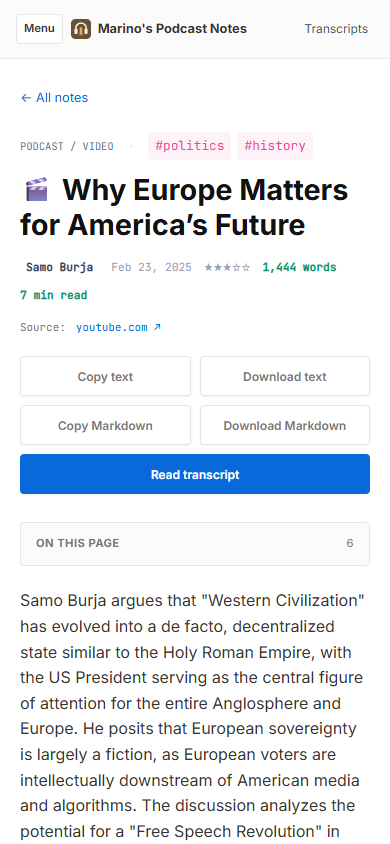 Menu
Marino's Podcast Notes
Transcripts
← All notes
PODCAST / VIDEO · #politics #history
🎬 Why Europe Matters
for America’s Future
Samo Burja Feb 23, 2025 ★★★☆☆ 1,444 words
7 min read
Source: youtube.com ↗
Copy text
Download text
Copy Markdown
Download Markdown
Read transcript
ON THIS PAGE 6
Samo Burja argues that "Western Civilization"
has evolved into a de facto, decentralized
state similar to the Holy Roman Empire, with
the US President serving as the central figure
of attention for the entire Anglosphere and
Europe. He posits that European sovereignty
is largely a fiction, as European voters are
intellectually downstream of American media
and algorithms. The discussion analyzes the
potential for a "Free Speech Revolution" in